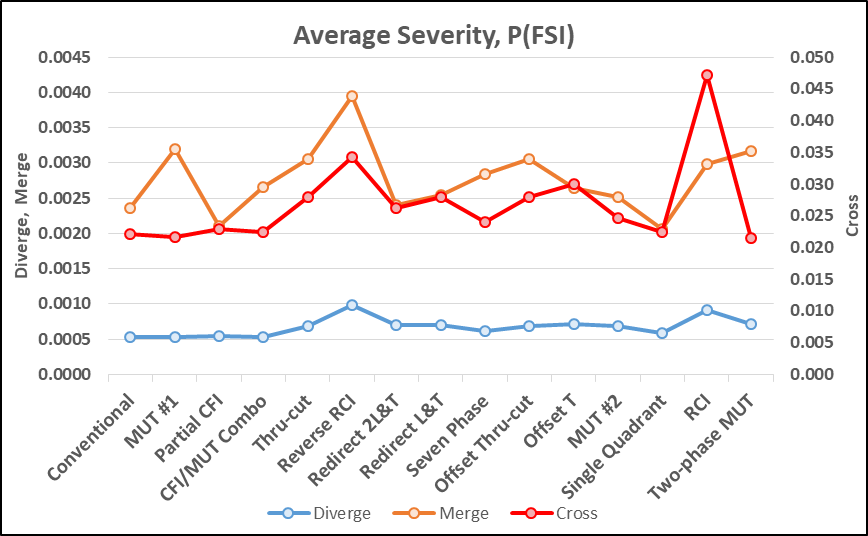 Average Severity, P(FSI)
0.0045
0.0040
0.0035
0.0030
0.0025
0.0020
0.0015
0.0010
0.0005
0.0000
Diverge, Merge
0.050
0.045
0.040
0.035
0.030
0.025
0.020
0.015
0.010
0.005
0.000
Cross
Conventional
MUT #1
Partial CFI
CFI/MUT Combo
Thru-cut
Reverse RCI
Redirect 2L&T
Redirect L&T
Seven Phase
Offset Thru-cut
Offset T
MUT #2
Single Quadrant
RCI
Two-phase MUT
Diverge
Merge
Cross